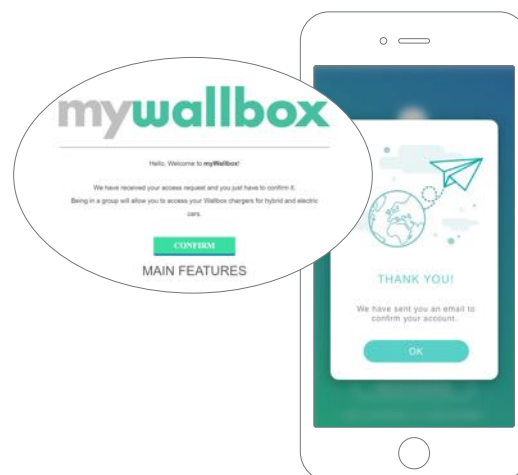 mywallbox
Hello, Welcome to myWallbox!
We have received your access request and you just have to confirm it.
Being in a group will allow you to access your Wallbox chargers for hybrid and electric
cars.
CONFIRM
MAIN FEATURES
THANK YOU!
We have sent you an email to
confirm your account.
OK